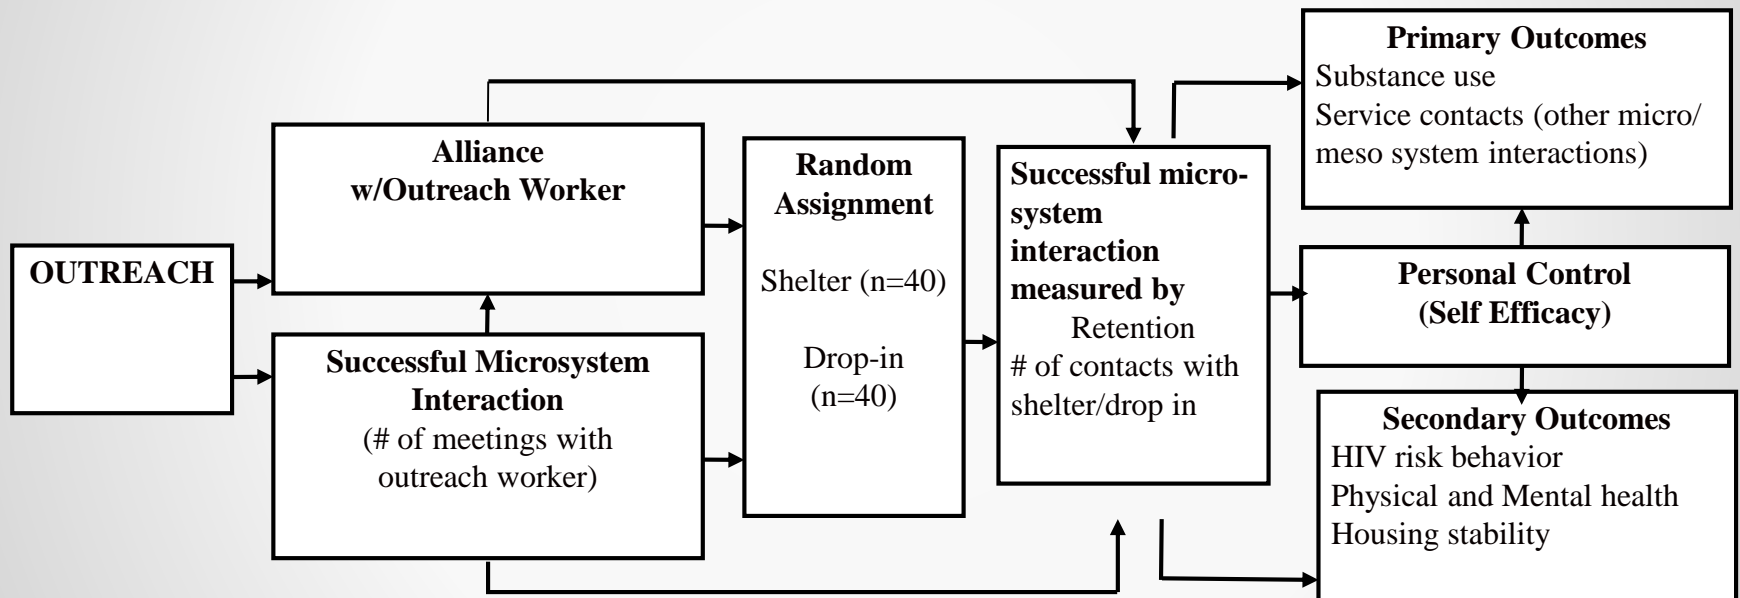 OUTREACH
Alliance
w/Outreach Worker
Successful Microsystem
Interaction
(# of meetings with
outreach worker)
Random
Assignment
Shelter (n=40)
Drop-in
(n=40)
Successful micro-
system
interaction
measured by
Retention
# of contacts with
shelter/drop in
Primary Outcomes
Substance use
Service contacts (other micro/
meso system interactions)
Personal Control
(Self Efficacy)
Secondary Outcomes
HIV risk behavior
Physical and Mental health
Housing stability